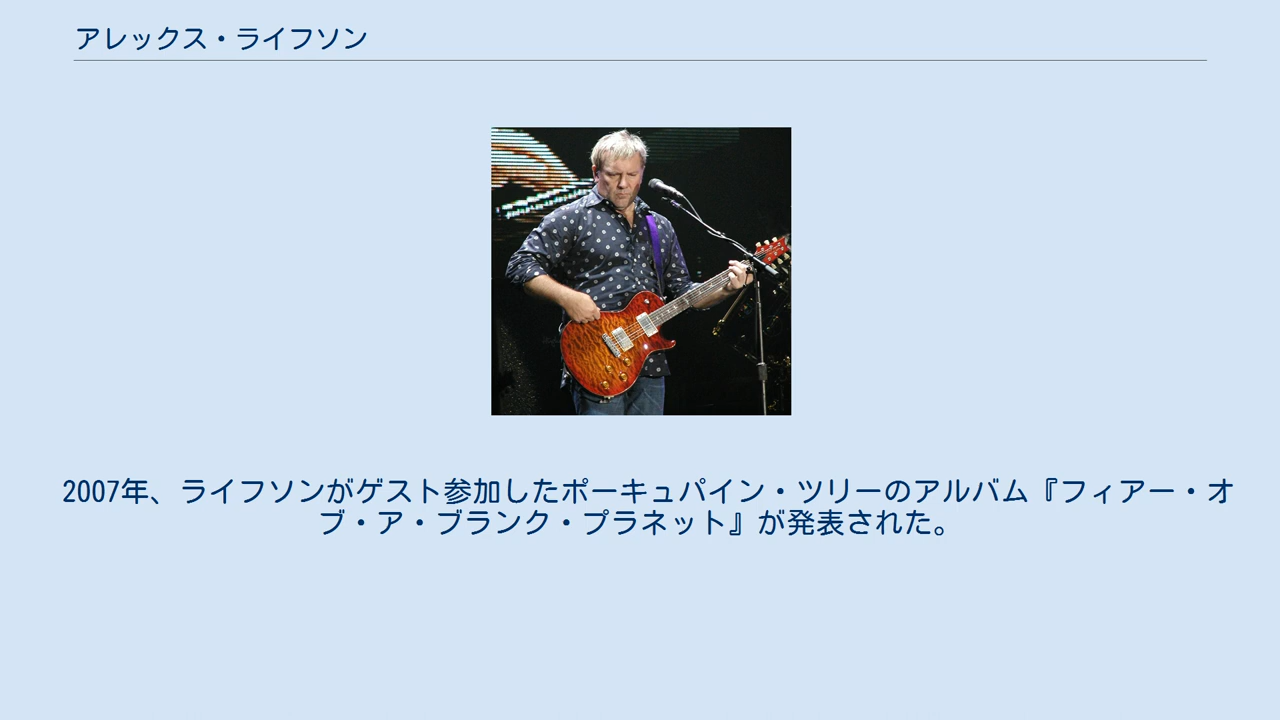 アレックス・ライフソン
2007年、ライフソンがゲスト参加したポーキュパイン・ツリーのアルバム『フィアー・オ
ブ・ア・ブランク・プラネット』が発表された。